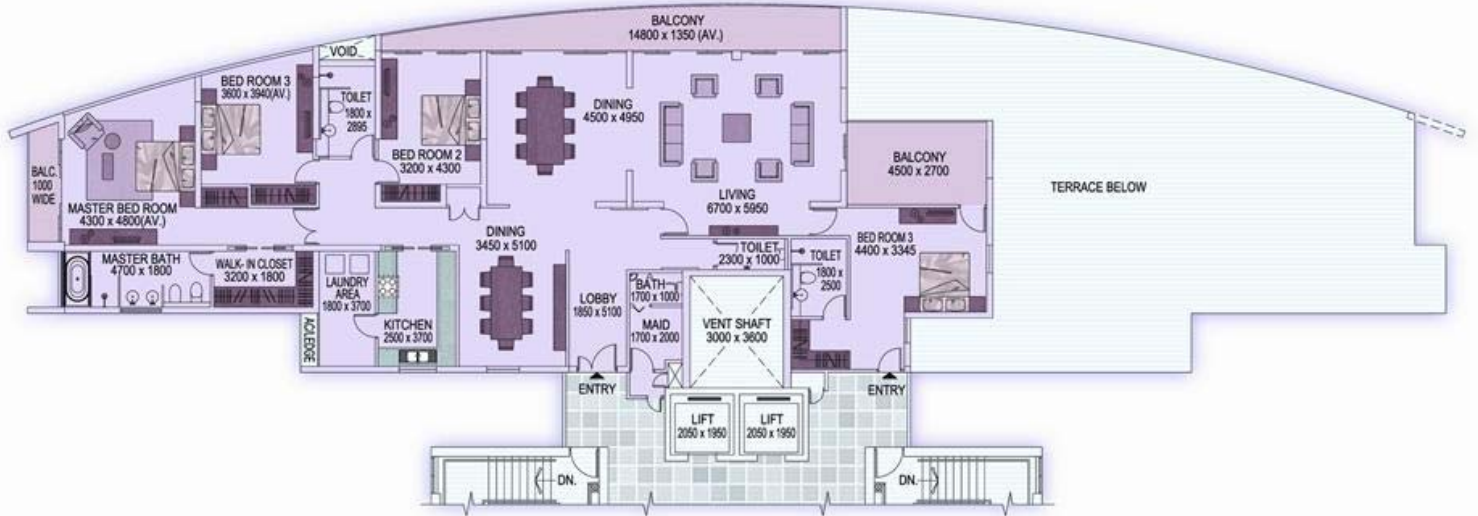 BALCONY
14800 x 1350 (AV.)
VOID
BED ROOM 3
3600 x 3940(AV.)
TOILET
1800 x
2895
BED ROOM 2
3200 x 4300
DINING
4500 x 4950
LIVING
6700 x 5950
BALCONY
4500 x 2700
TERRACE BELOW
BALC.
1000
WIDE
MASTER BED ROOM
4300 x 4800(AV.)
MASTER BATH
4700 x 1800
WALK- IN CLOSET
3200 x 1800
DINING
3450 x 5100
TOILET
2300 x 1000
TOILET
1800 x
2500
BED ROOM 3
4400 x 3345
LAUNDRY
AREA
1800 x 3700
KITCHEN
2500 x 3700
LOBBY
1850 x 5100
BATH
1700 x 1000
MAID
1700 x 2000
VENT SHAFT
3000 x 3600
AC LEDGE
ENTRY
ENTRY
LIFT
2050 x 1950
LIFT
2050 x 1950
DN.
DN.